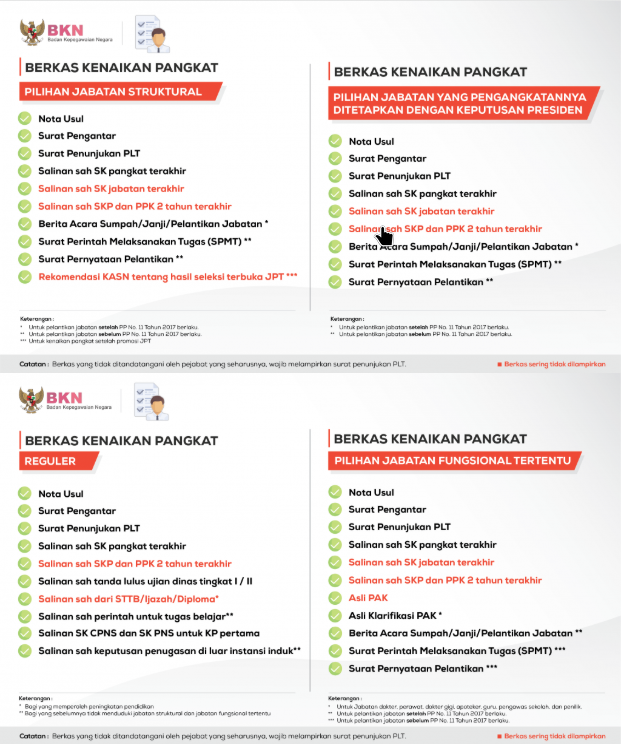 BKN
Badan Kepegawaian Negara
BERKAS KENAIKAN PANGKAT
PILIHAN JABATAN STRUKTURAL
Nota Usul
Surat Pengantar
Surat Penunjukan PLT
Salinan sah SK pangkat terakhir
Salinan sah SK jabatan terakhir
Salinan sah SKP dan PPK 2 tahun terakhir
Berita Acara Sumpah/Janji/Pelantikan Jabatan *
Surat Perintah Melaksanakan Tugas (SPMT) **
Surat Pernyataan Pelantikan **
Rekomendasi KASN tentang hasil seleksi terbuka JPT ***
Keterangan :
* Untuk pelantikan jabatan setelah PP No. 11 Tahun 2017 berlaku.
** Untuk pelantikan jabatan sebelum PP No. 11 Tahun 2017 berlaku.
*** Untuk kenaikan pangkat setelah promosi JPT
BERKAS KENAIKAN PANGKAT
PILIHAN JABATAN YANG PENGANGKATANNYA
DITETAPKAN DENGAN KEPUTUSAN PRESIDEN
Nota Usul
Surat Pengantar
Surat Penunjukan PLT
Salinan sah SK pangkat terakhir
Salinan sah SK jabatan terakhir
Salinan sah SKP dan PPK 2 tahun terakhir
Berita Acara Sumpah/Janji/Pelantikan Jabatan *
Surat Perintah Melaksanakan Tugas (SPMT) **
Surat Pernyataan Pelantikan **
Keterangan :
* Untuk pelantikan jabatan setelah PP No. 11 Tahun 2017 berlaku.
** Untuk pelantikan jabatan sebelum PP No. 11 Tahun 2017 berlaku.
Catatan : Berkas yang tidak ditandatangani oleh pejabat yang seharusnya, wajib melampirkan surat penunjukan PLT.
Berkas sering tidak dilampirkan
BKN
Badan Kepegawaian Negara
BERKAS KENAIKAN PANGKAT
REGULER
Nota Usul
Surat Pengantar
Surat Penunjukan PLT
Salinan sah SK pangkat terakhir
Salinan sah SKP dan PPK 2 tahun terakhir
Salinan sah tanda lulus ujian dinas tingkat I / II
Salinan sah dari STTB/Ijazah/Diploma*
Salinan sah perintah untuk tugas belajar**
Salinan SK CPNS dan SK PNS untuk KP pertama
Salinan sah keputusan penugasan di luar instansi induk**
Keterangan :
* Bagi yang memperoleh peningkatan pendidikan
** Bagi yang sebelumnya tidak menduduki jabatan struktural dan jabatan fungsional tertentu
BERKAS KENAIKAN PANGKAT
PILIHAN JABATAN FUNGSIONAL TERTENTU
Nota Usul
Surat Pengantar
Surat Penunjukan PLT
Salinan sah SK pangkat terakhir
Salinan sah SK jabatan terakhir
Salinan sah SKP dan PPK 2 tahun terakhir
Asli PAK
Asli Klarifikasi PAK *
Berita Acara Sumpah/Janji/Pelantikan Jabatan **
Surat Perintah Melaksanakan Tugas (SPMT) ***
Surat Pernyataan Pelantikan ***
Keterangan :
* Untuk Jabatan dokter, perawat, dokter gigi, apoteker, guru, pengawas sekolah, dan penilik.
** Untuk pelantikan jabatan setelah PP No. 11 Tahun 2017 berlaku.
*** Untuk pelantikan jabatan sebelum PP No. 11 Tahun 2017 berlaku.
Catatan : Berkas yang tidak ditandatangani oleh pejabat yang seharusnya, wajib melampirkan surat penunjukan PLT.
Berkas sering tidak dilampirkan